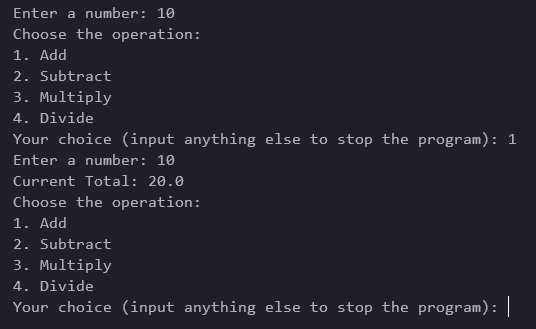 Enter a number: 10
Choose the operation:
1. Add
2. Subtract
3. Multiply
4. Divide
Your choice (input anything else to stop the program): 1
Enter a number: 10
Current Total: 20.0
Choose the operation:
1. Add
2. Subtract
3. Multiply
4. Divide
Your choice (input anything else to stop the program):